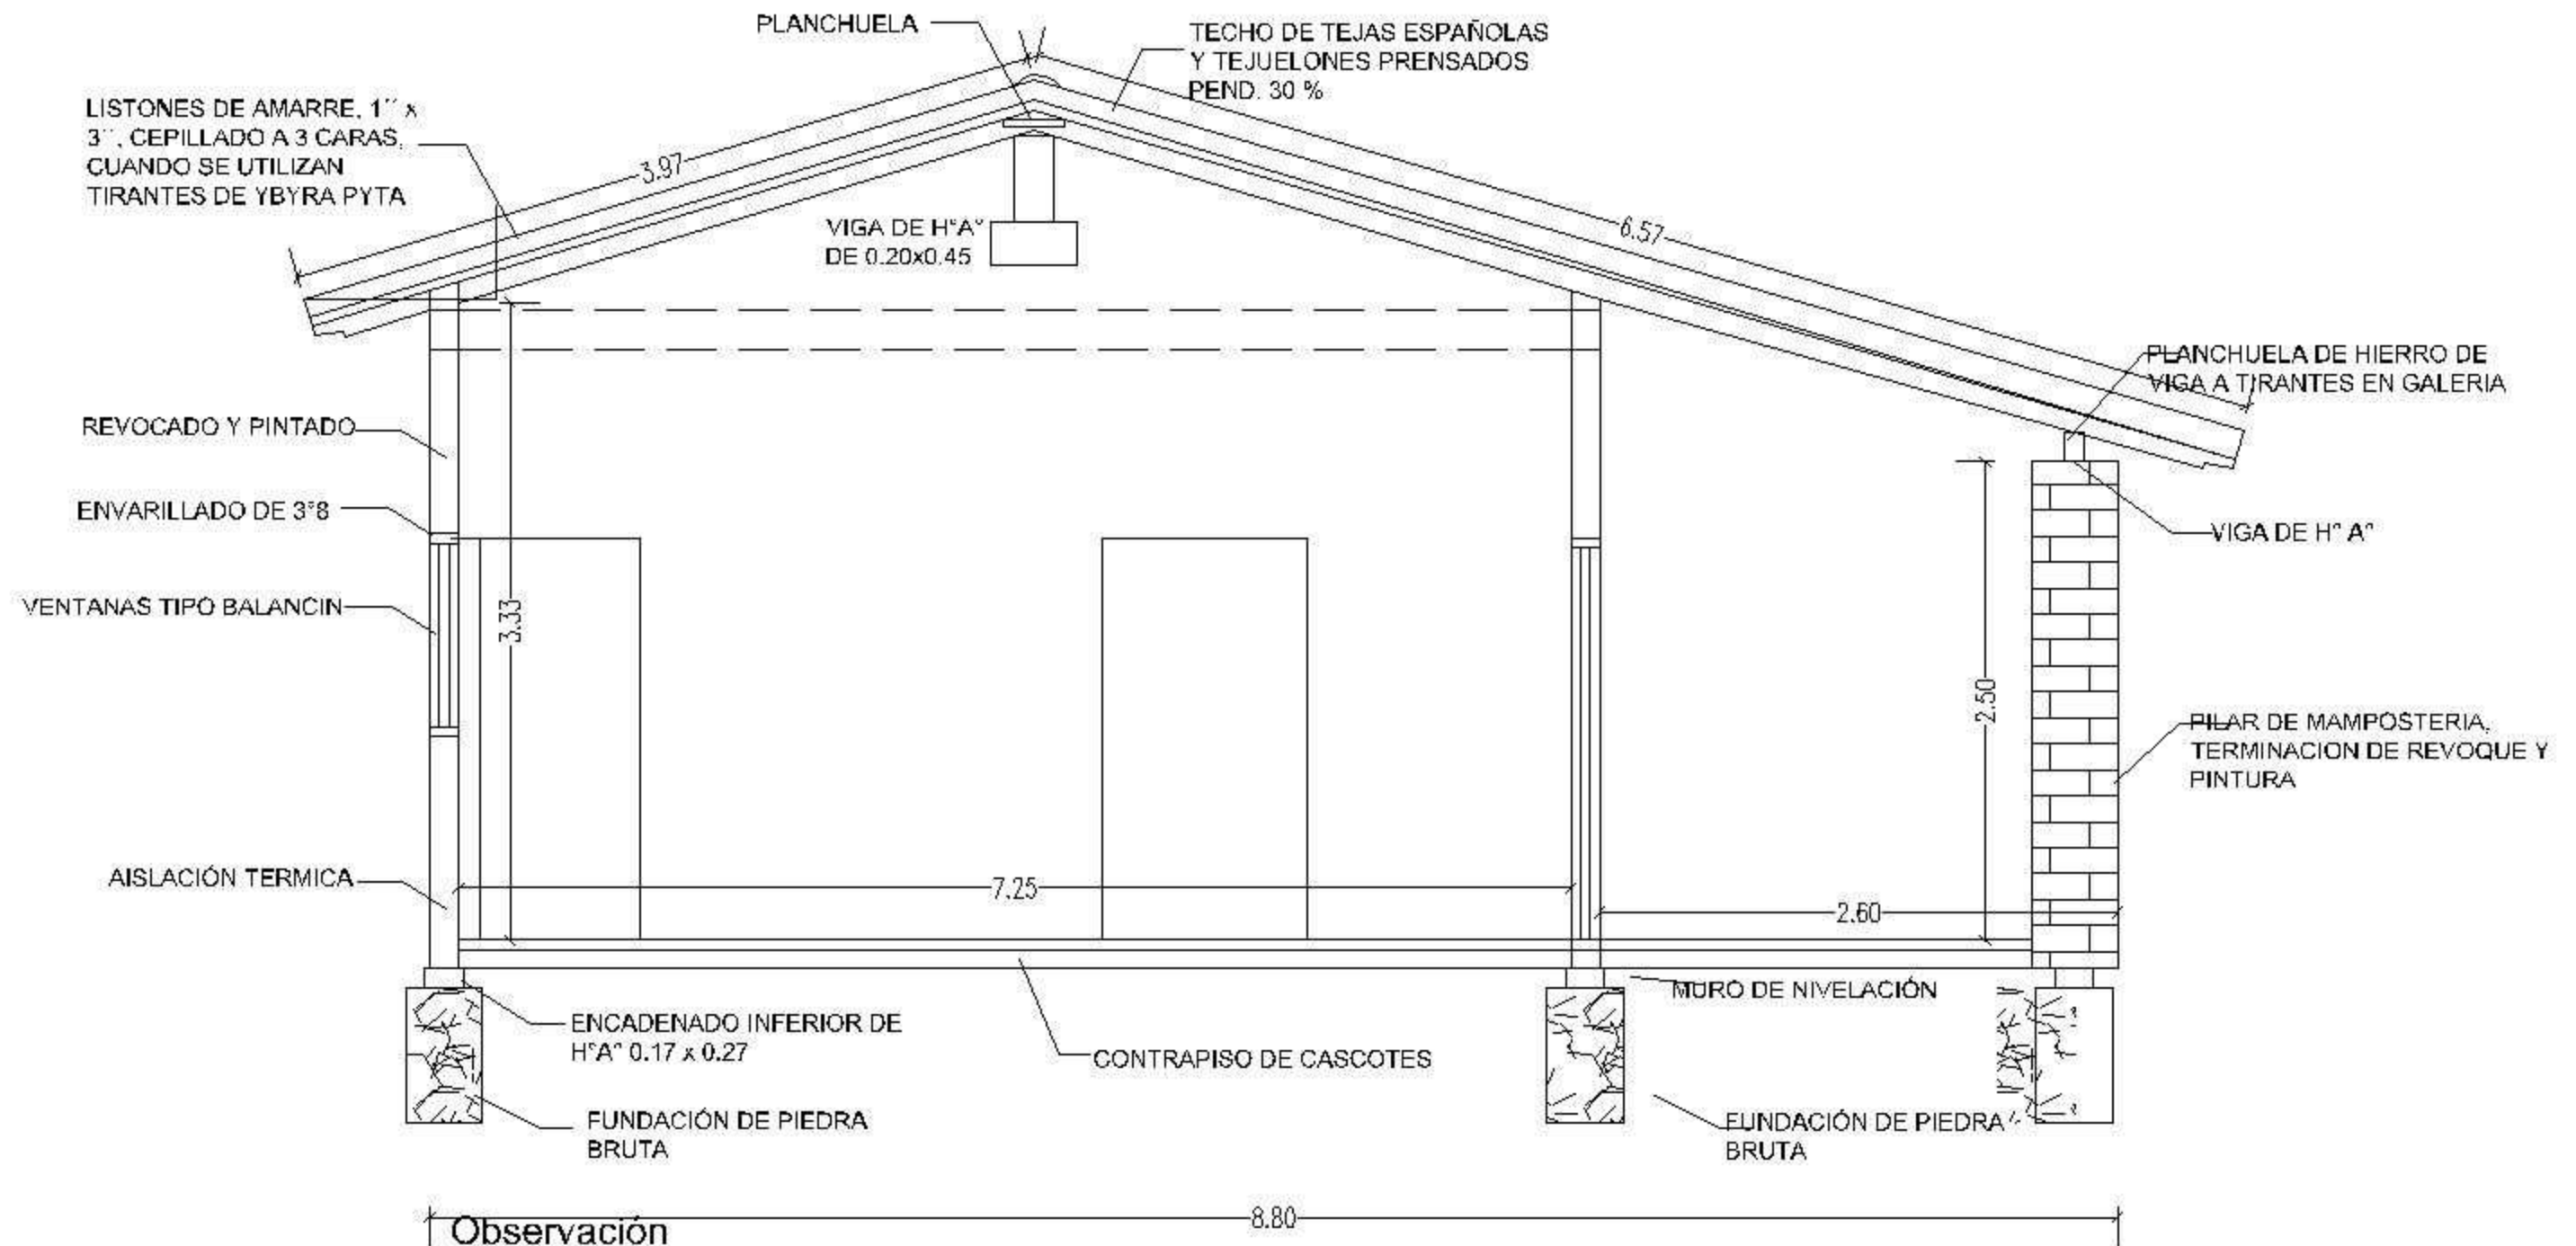 PLANCHUELA
TECHO DE TEJAS ESPAÑOLAS
Y TEJUELONES PRENSADOS
PEND. 30 %
LISTONES DE AMARRE, 1´´ x
3´´, CEPILLADO A 3 CARAS,
CUANDO SE UTILIZAN
TIRANTES DE YBYRA PYTA
3.97
6.57
VIGA DE H°A°
DE 0.20x0.45
PLANCHUELA DE HIERRO DE
VIGA A TIRANTES EN GALERIA
REVOCADO Y PINTADO
ENVARILLADO DE 3°8
VIGA DE H° A°
VENTANAS TIPO BALANCIN
3.33
2.50
PILAR DE MAMPOSTERIA,
TERMINACION DE REVOQUE Y
PINTURA
AISLACIÓN TERMICA
7.25
2.60
MURO DE NIVELACIÓN
ENCADENADO INFERIOR DE
H°A° 0.17 x 0.27
CONTRAPISO DE CASCOTES
FUNDACIÓN DE PIEDRA
BRUTA
FUNDACIÓN DE PIEDRA
BRUTA
8.80
Observación